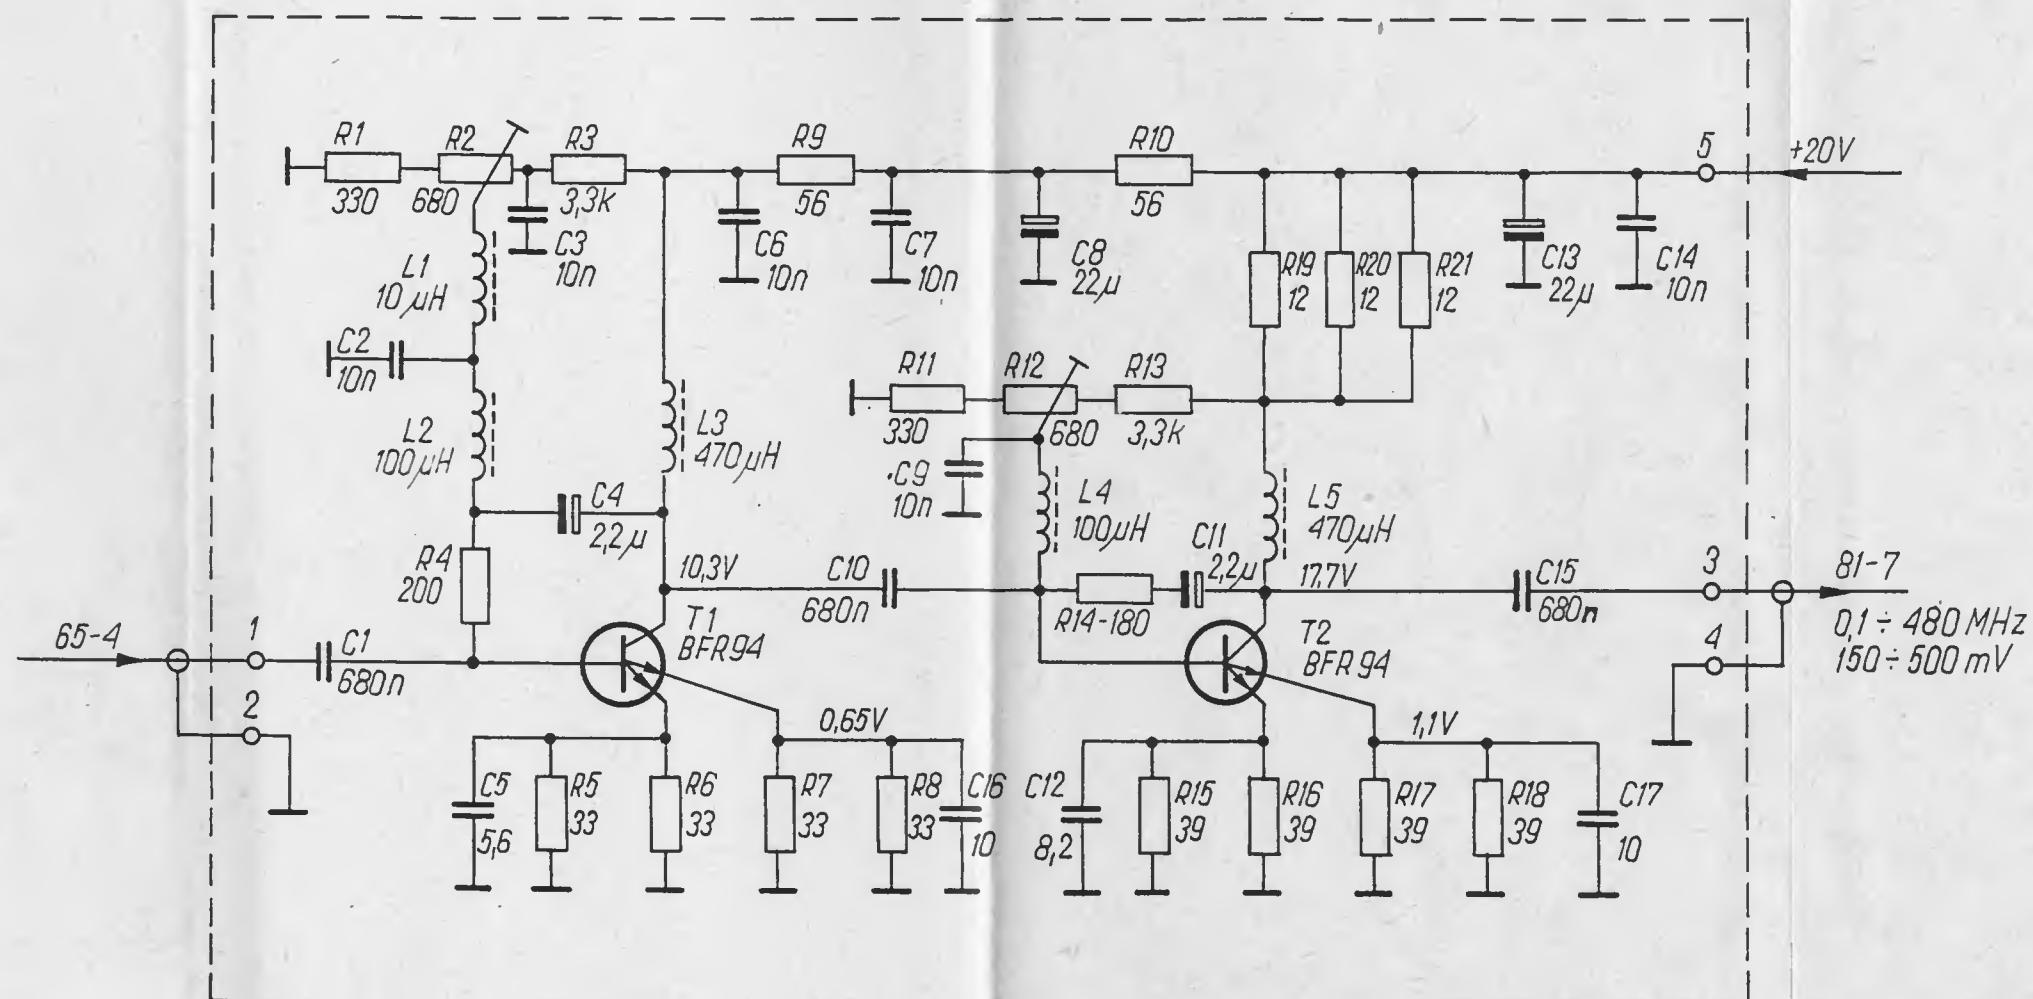 R1
330
R2
680
R3
3,3k
R9
56
R10
56
5
+20V
C3
10n
C6
10n
C7
10n
C8
22µ
R19
12
R20
12
R21
12
C13
22µ
C14
10n
L1
10µH
C2
10n
L2
100µH
L3
470µH
R11
330
R12
680
R13
3,3k
C9
10n
L4
100µH
L5
470µH
C4
2,2µ
R4
200
10,3V
C10
680n
R14-180
C11
2,2µ
17,7V
C15
680n
3
81-7
0,1 ÷ 480 MHz
150 ÷ 500 mV
4
65-4
1
C1
680n
2
T1
BFR94
T2
BFR94
0,65V
1,1V
C5
5,6
R5
33
R6
33
R7
33
R8
33
C16
10
C12
8,2
R15
39
R16
39
R17
39
R18
39
C17
10